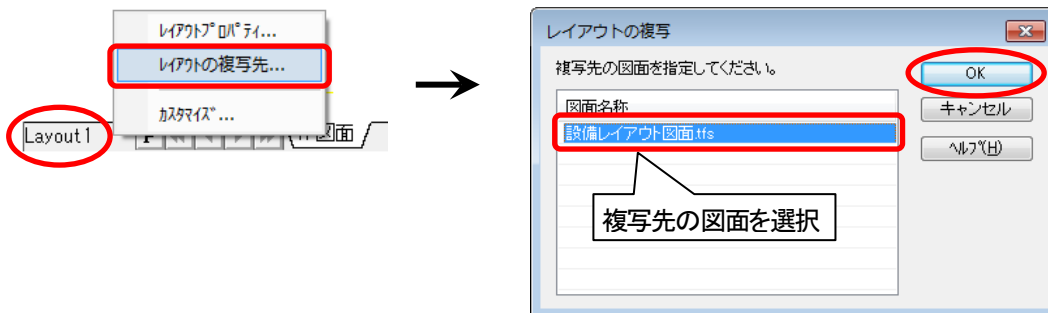 ﾚｲｱｳﾄﾌﾟﾛﾊﾟﾃｨ...
ﾚｲｱｳﾄの複写先...
ｶｽﾀﾏｲｽﾞ...
Layout1
図面
レイアウトの複写
複写先の図面を指定してください。
図面名称
設備レイアウト図面.tfs
複写先の図面を選択
OK
キャンセル
ﾍﾙﾌﾟ(H)